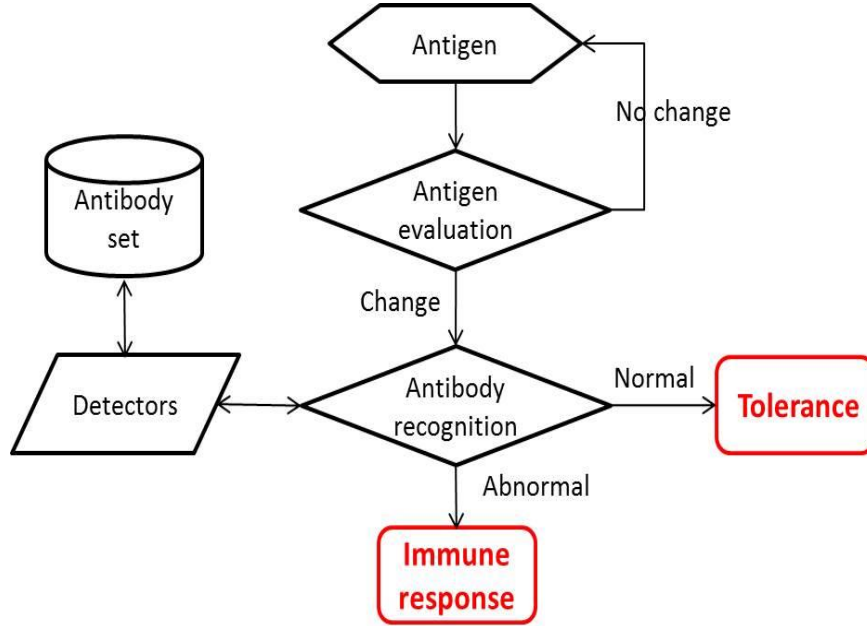 Antigen
No change
Antigen
evaluation
Antibody
set
Change
Detectors
Antibody
recognition
Normal
Tolerance
Abnormal
Immune
response